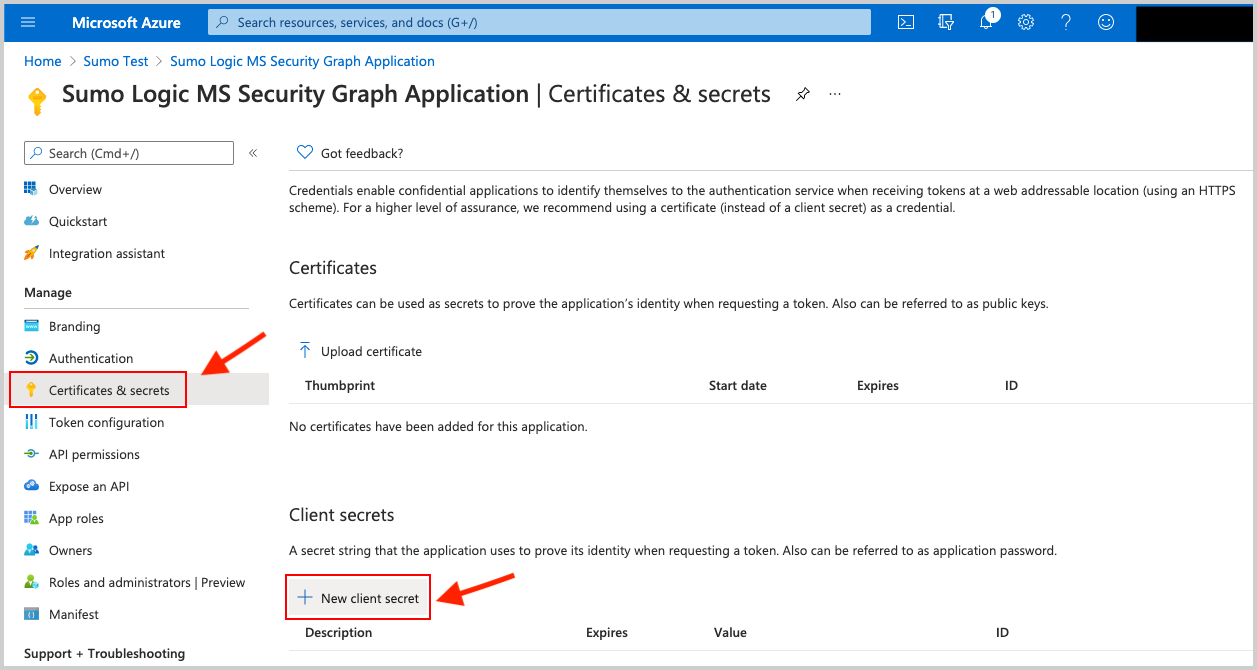 Microsoft Azure
Search resources, services, and docs (G+/)
1
Home > Sumo Test > Sumo Logic MS Security Graph Application
Sumo Logic MS Security Graph Application | Certificates & secrets
...
Search (Cmd+/)
«
Overview
Quickstart
Integration assistant
Manage
Branding
Authentication
Certificates & secrets
Token configuration
API permissions
Expose an API
App roles
Owners
Roles and administrators | Preview
Manifest
Support + Troubleshooting
Got feedback?
Credentials enable confidential applications to identify themselves to the authentication service when receiving tokens at a web addressable location (using an HTTPS
scheme). For a higher level of assurance, we recommend using a certificate (instead of a client secret) as a credential.
Certificates
Certificates can be used as secrets to prove the application's identity when requesting a token. Also can be referred to as public keys.
Upload certificate
Thumbprint Start date Expires ID
No certificates have been added for this application.
Client secrets
A secret string that the application uses to prove its identity when requesting a token. Also can be referred to as application password.
New client secret
Description Expires Value ID